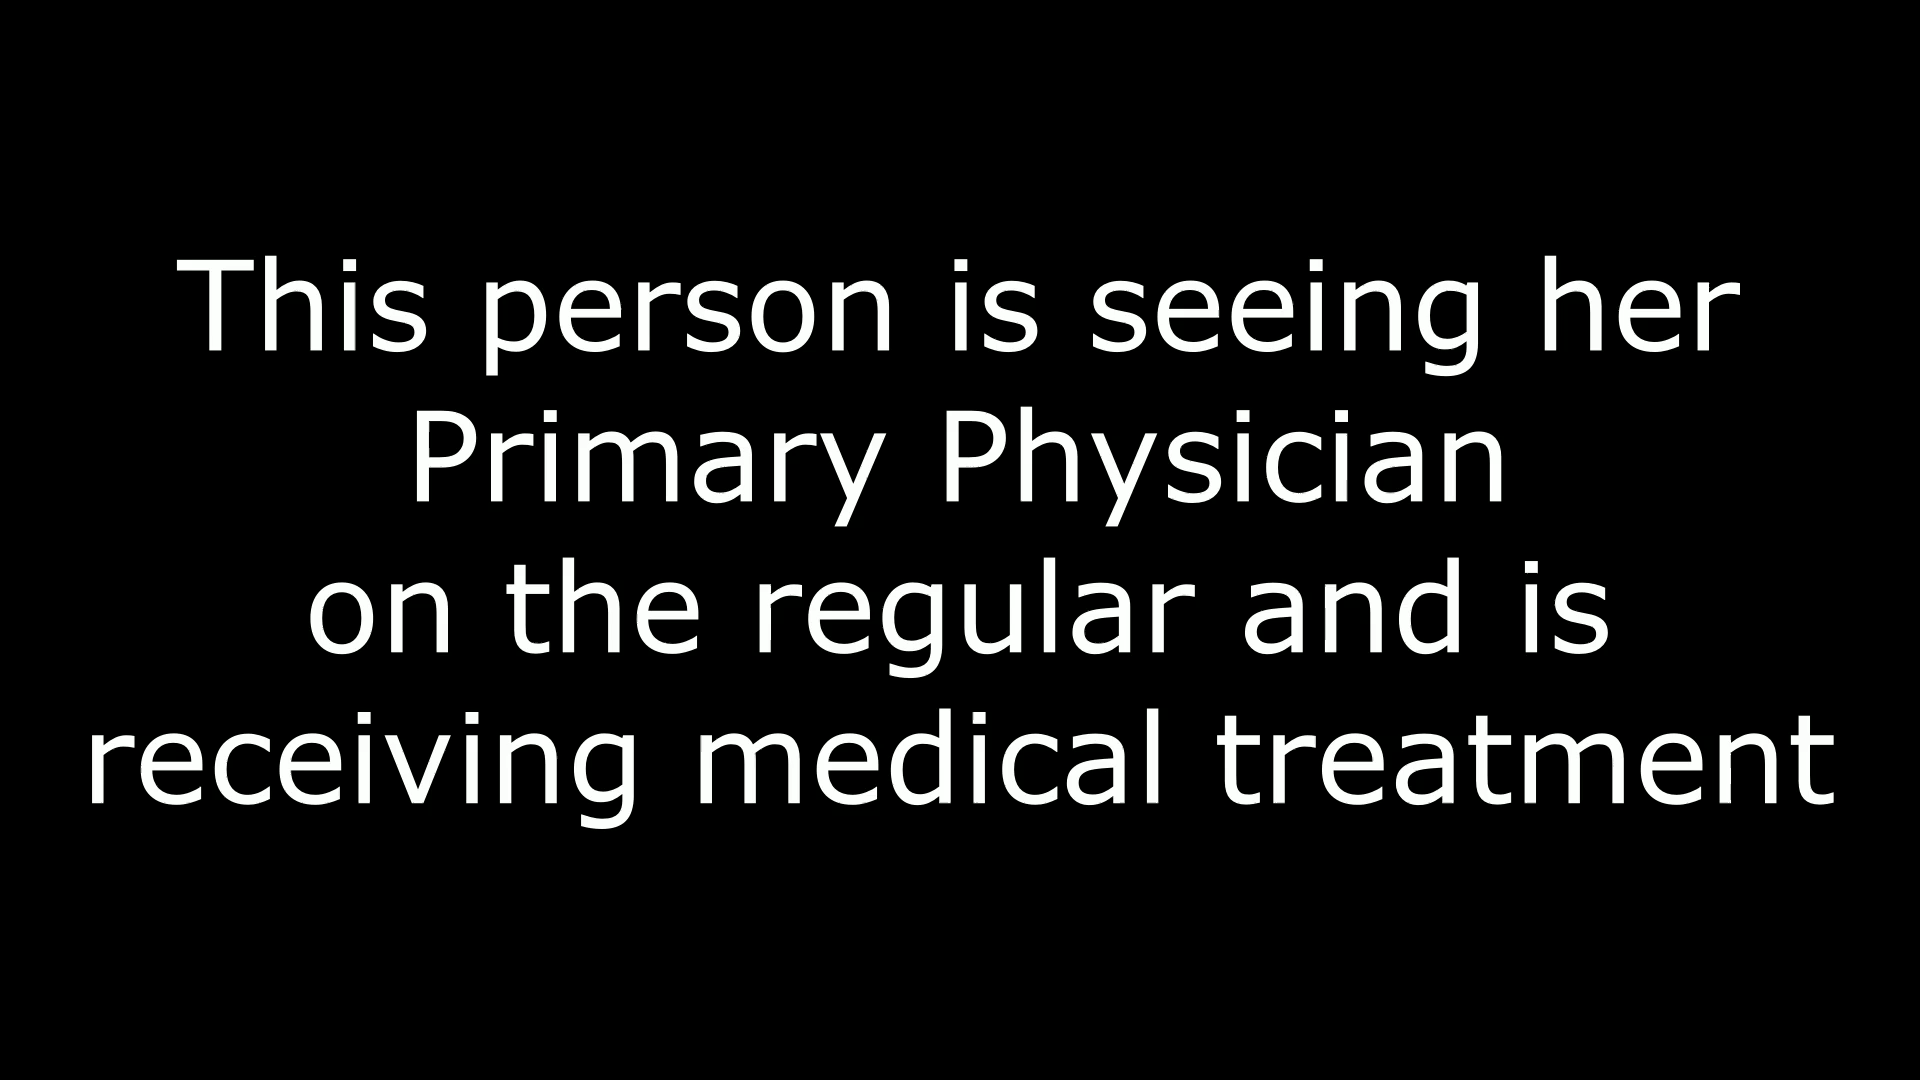 This person is seeing her
Primary Physician
on the regular and is
receiving medical treatment